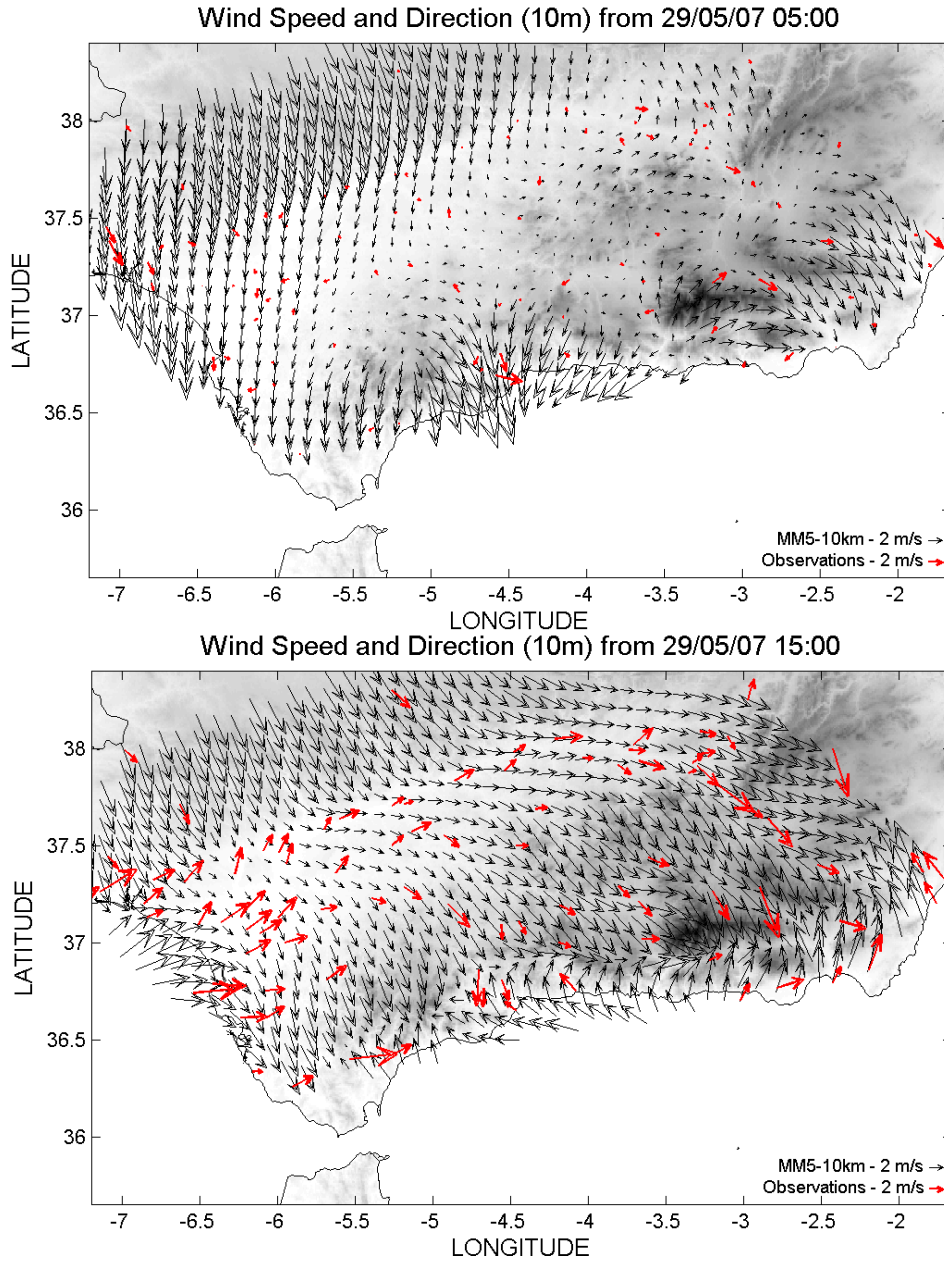 Wind Speed and Direction (10m) from 29/05/07 05:00
38
37.5
37
36.5
36
LATITUDE
MM5-10km - 2 m/s
Observations - 2 m/s
-7 -6.5 -6 -5.5 -5 -4.5 -4 -3.5 -3 -2.5 -2
LONGITUDE
Wind Speed and Direction (10m) from 29/05/07 15:00
38
37.5
37
36.5
36
LATITUDE
MM5-10km - 2 m/s
Observations - 2 m/s
-7 -6.5 -6 -5.5 -5 -4.5 -4 -3.5 -3 -2.5 -2
LONGITUDE